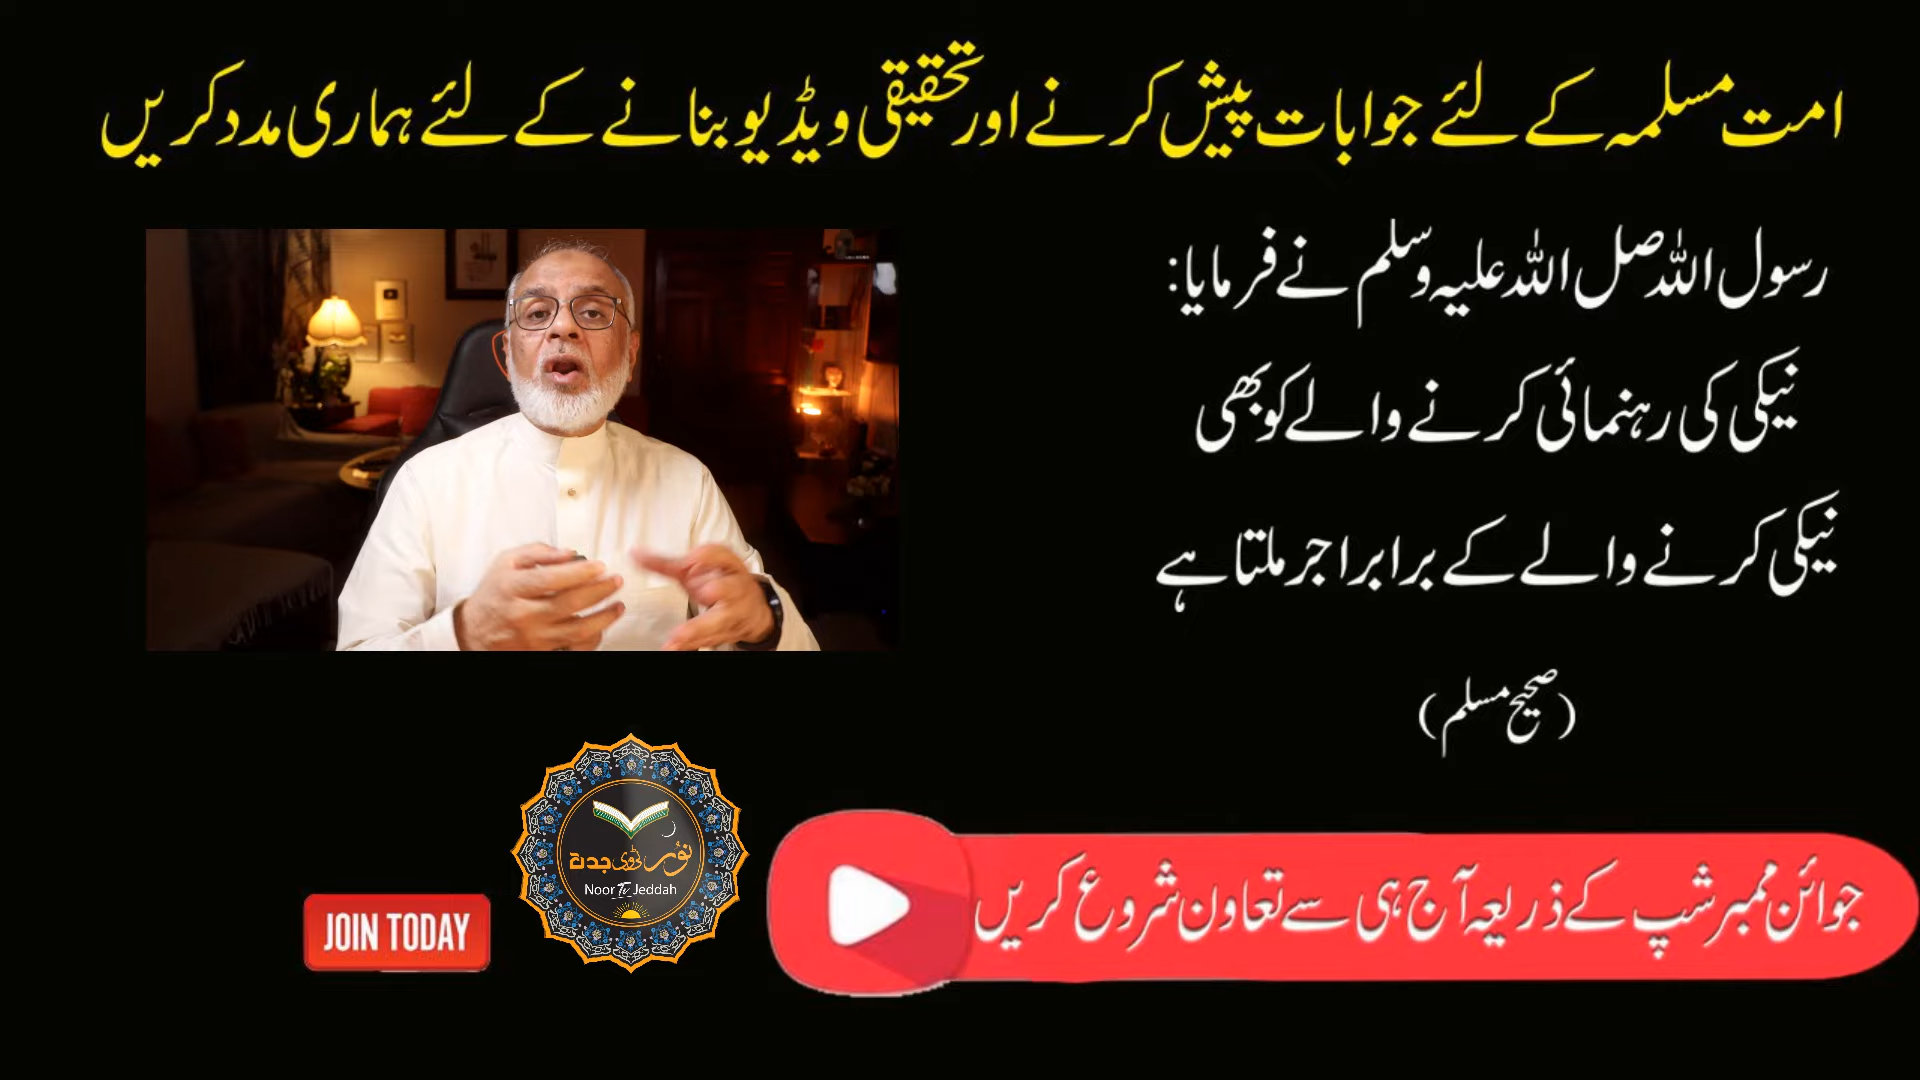 امت مسلمہ کے لئے جوابات پیش کرنے اور تحقیقی ویڈیو بنانے کے لئے ہماری مدد کریں
رسول اللہ صل اللہ علیہ وسلم نے فرمایا:
نیکی کی رہنمائی کرنے والے کو بھی
نیکی کرنے والے کے برابر اجر ملتا ہے
(صحیح مسلم)
نور ٹی وی جدہ
Noor Tv Jeddah
JOIN TODAY
جوائن ممبر شپ کے ذریعہ آج ہی سے تعاون شروع کریں